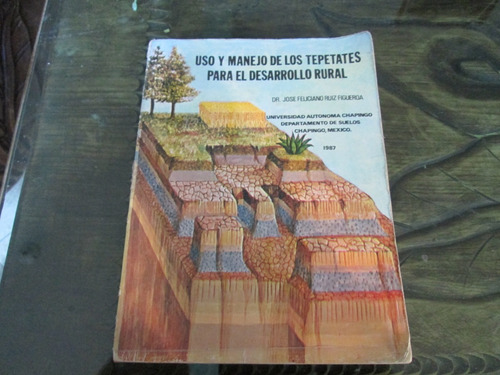 USO Y MANEJO DE LOS TEPETATES
PARA EL DESARROLLO RURAL
DR. JOSE FELICIANO RUIZ FIGUEROA
UNIVERSIDAD AUTONOMA CHAPINGO
DEPARTAMENTO DE SUELOS
CHAPINGO, MEXICO.
1987